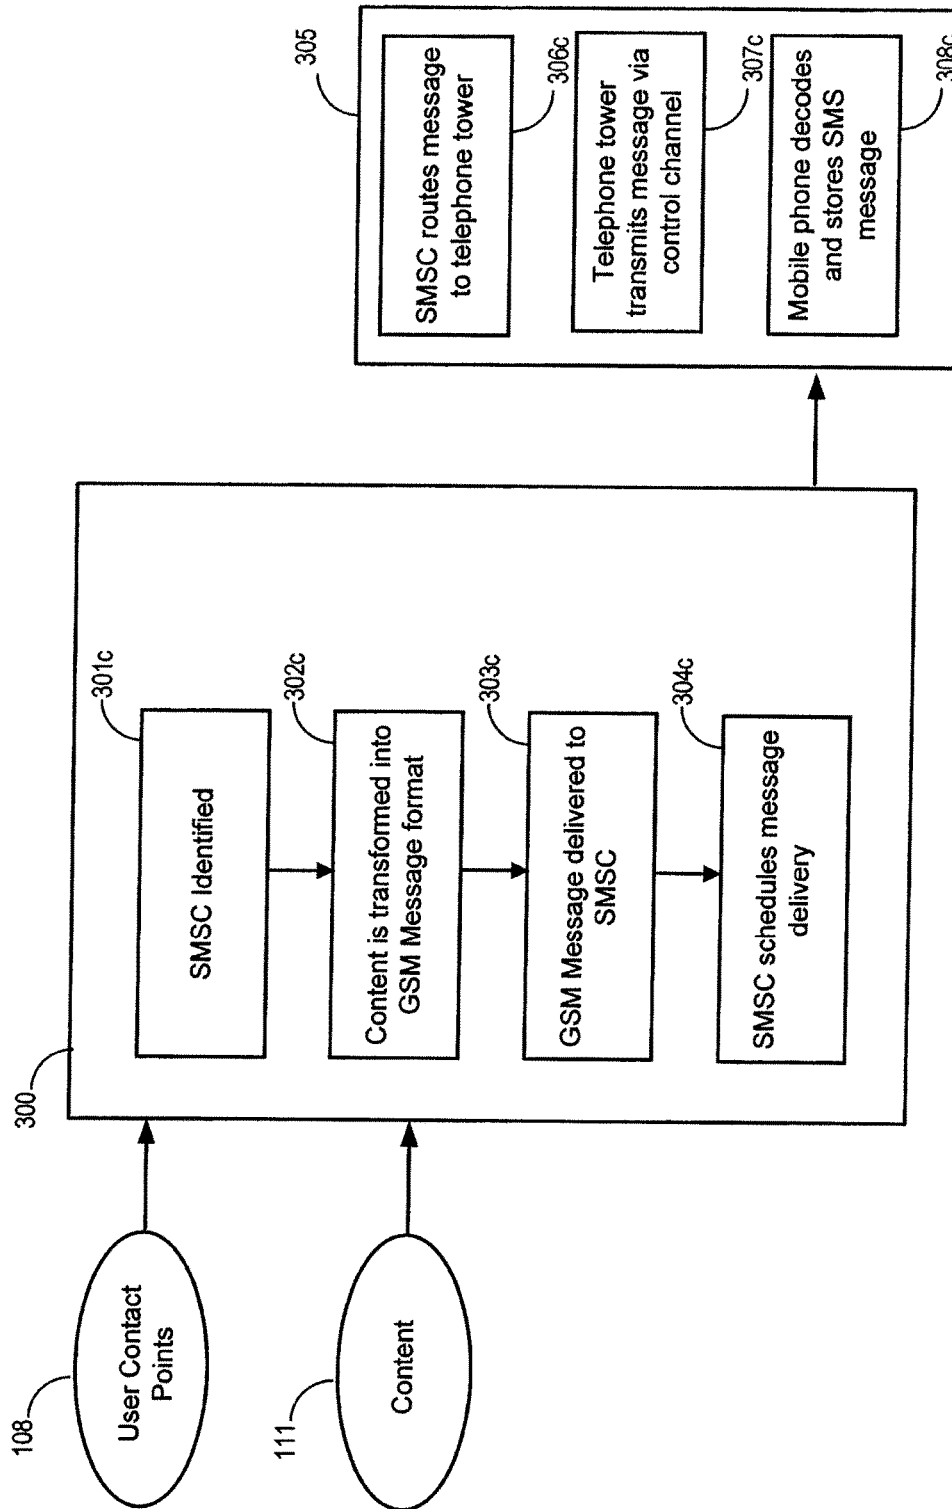 108
User Contact
Points
111
Content
300
301c
SMSC Identified
302c
Content is transformed into
GSM Message format
303c
GSM Message delivered to
SMSC
304c
SMSC schedules message
delivery
305
SMSC routes message
to telephone tower
306c
Telephone tower
transmits message via
control channel
307c
Mobile phone decodes
and stores SMS
message
308c